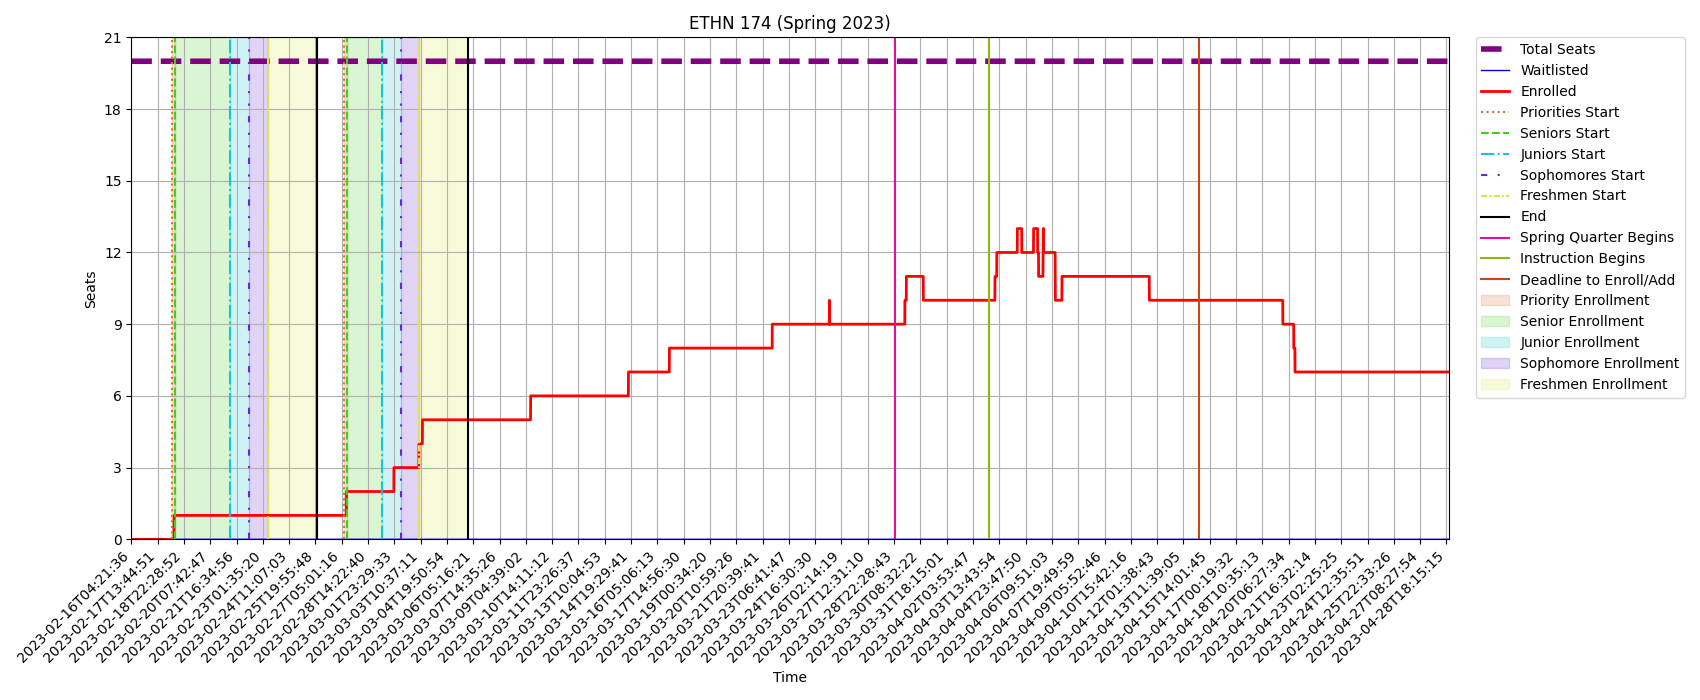 ETHN 174 (Spring 2023)
Seats
21
18
15
12
9
6
3
0
2023-02-16T04:21:36
2023-02-17T13:44:51
2023-02-18T22:28:52
2023-02-20T07:42:47
2023-02-21T16:34:56
2023-02-23T01:35:20
2023-02-24T11:07:03
2023-02-25T19:55:48
2023-02-27T05:01:16
2023-02-28T14:22:40
2023-03-01T23:29:33
2023-03-03T10:37:11
2023-03-04T19:50:54
2023-03-06T05:16:21
2023-03-07T14:35:26
2023-03-09T04:39:02
2023-03-10T14:11:12
2023-03-11T23:26:37
2023-03-13T10:04:53
2023-03-14T19:29:41
2023-03-16T05:06:13
2023-03-17T14:56:30
2023-03-19T00:34:20
2023-03-20T10:59:26
2023-03-21T20:39:41
2023-03-23T06:41:47
2023-03-24T16:30:30
2023-03-26T02:14:19
2023-03-27T12:31:10
2023-03-28T22:28:43
2023-03-30T08:32:22
2023-03-31T18:15:01
2023-04-02T03:53:47
2023-04-03T13:43:54
2023-04-04T23:47:50
2023-04-06T09:51:03
2023-04-07T19:49:59
2023-04-09T05:52:46
2023-04-10T15:42:16
2023-04-12T01:38:43
2023-04-13T11:39:05
2023-04-15T14:01:45
2023-04-17T00:19:32
2023-04-18T10:35:13
2023-04-20T06:27:34
2023-04-21T16:32:14
2023-04-23T02:25:25
2023-04-24T12:35:51
2023-04-25T22:33:26
2023-04-27T08:27:54
2023-04-28T18:15:15
Time
Total Seats
Waitlisted
Enrolled
Priorities Start
Seniors Start
Juniors Start
Sophomores Start
Freshmen Start
End
Spring Quarter Begins
Instruction Begins
Deadline to Enroll/Add
Priority Enrollment
Senior Enrollment
Junior Enrollment
Sophomore Enrollment
Freshmen Enrollment